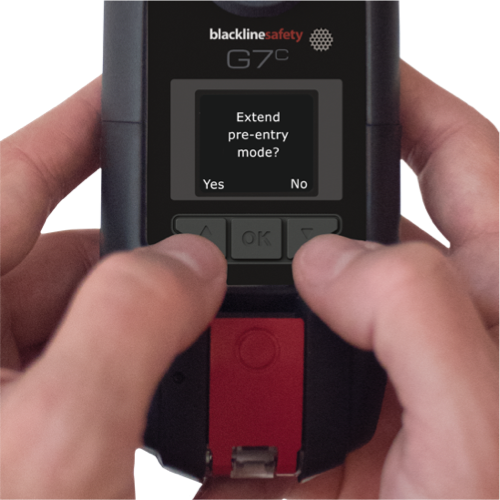 blacklinesafety
G7c
Extend
pre-entry
mode?
Yes No
OK